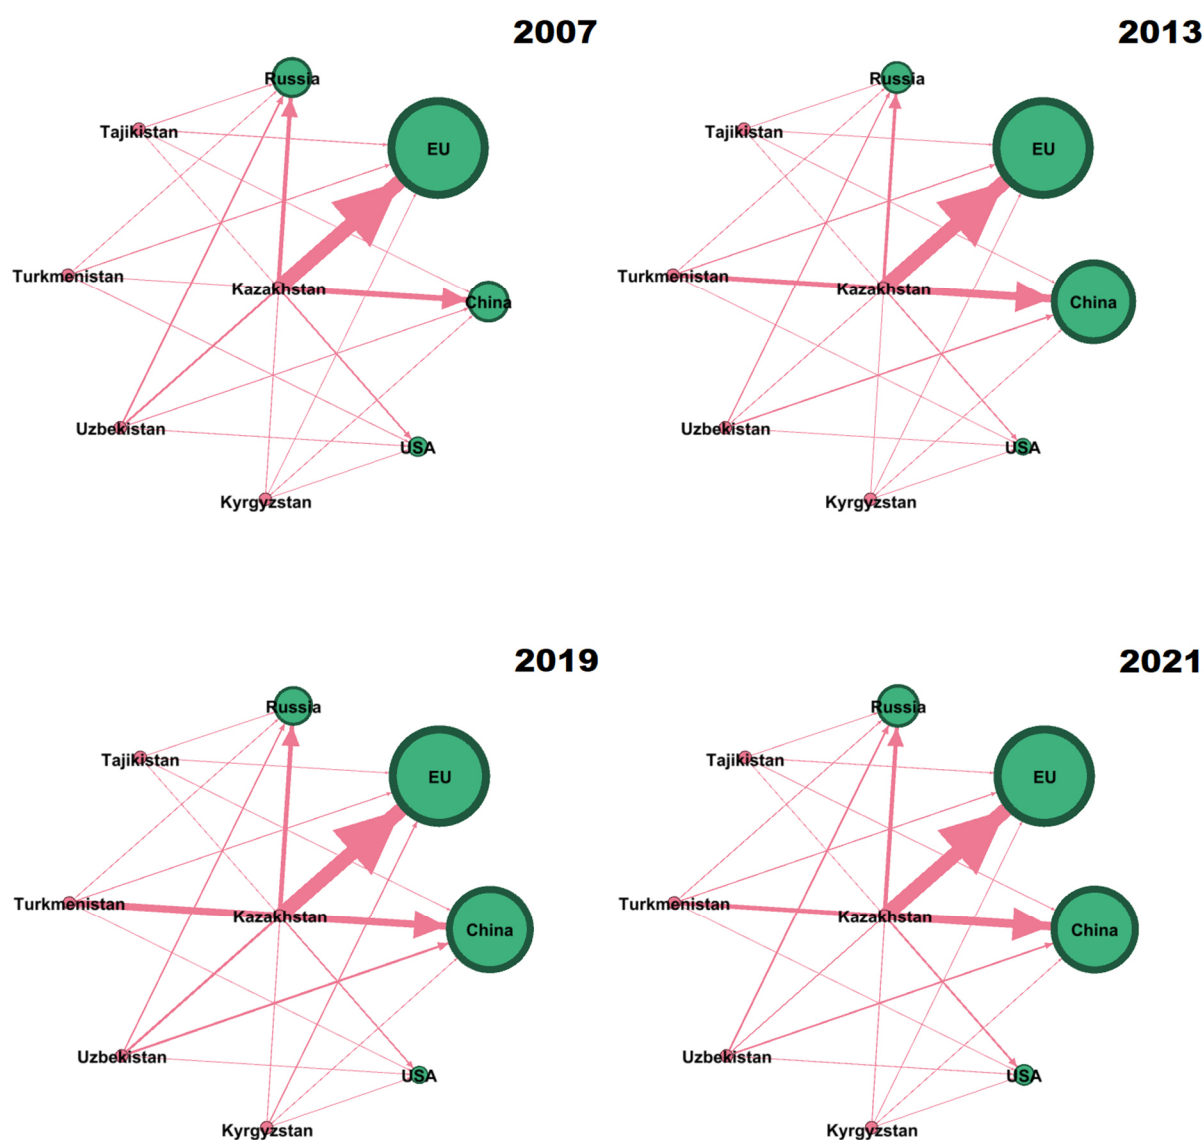 2007
Russia
Tajikistan
EU
Turkmenistan
Kazakhstan
China
Uzbekistan
USA
Kyrgyzstan
2013
Russia
Tajikistan
EU
Turkmenistan
Kazakhstan
China
Uzbekistan
USA
Kyrgyzstan
2019
Russia
Tajikistan
EU
Turkmenistan
Kazakhstan
China
Uzbekistan
USA
Kyrgyzstan
2021
Russia
Tajikistan
EU
Turkmenistan
Kazakhstan
China
Uzbekistan
USA
Kyrgyzstan